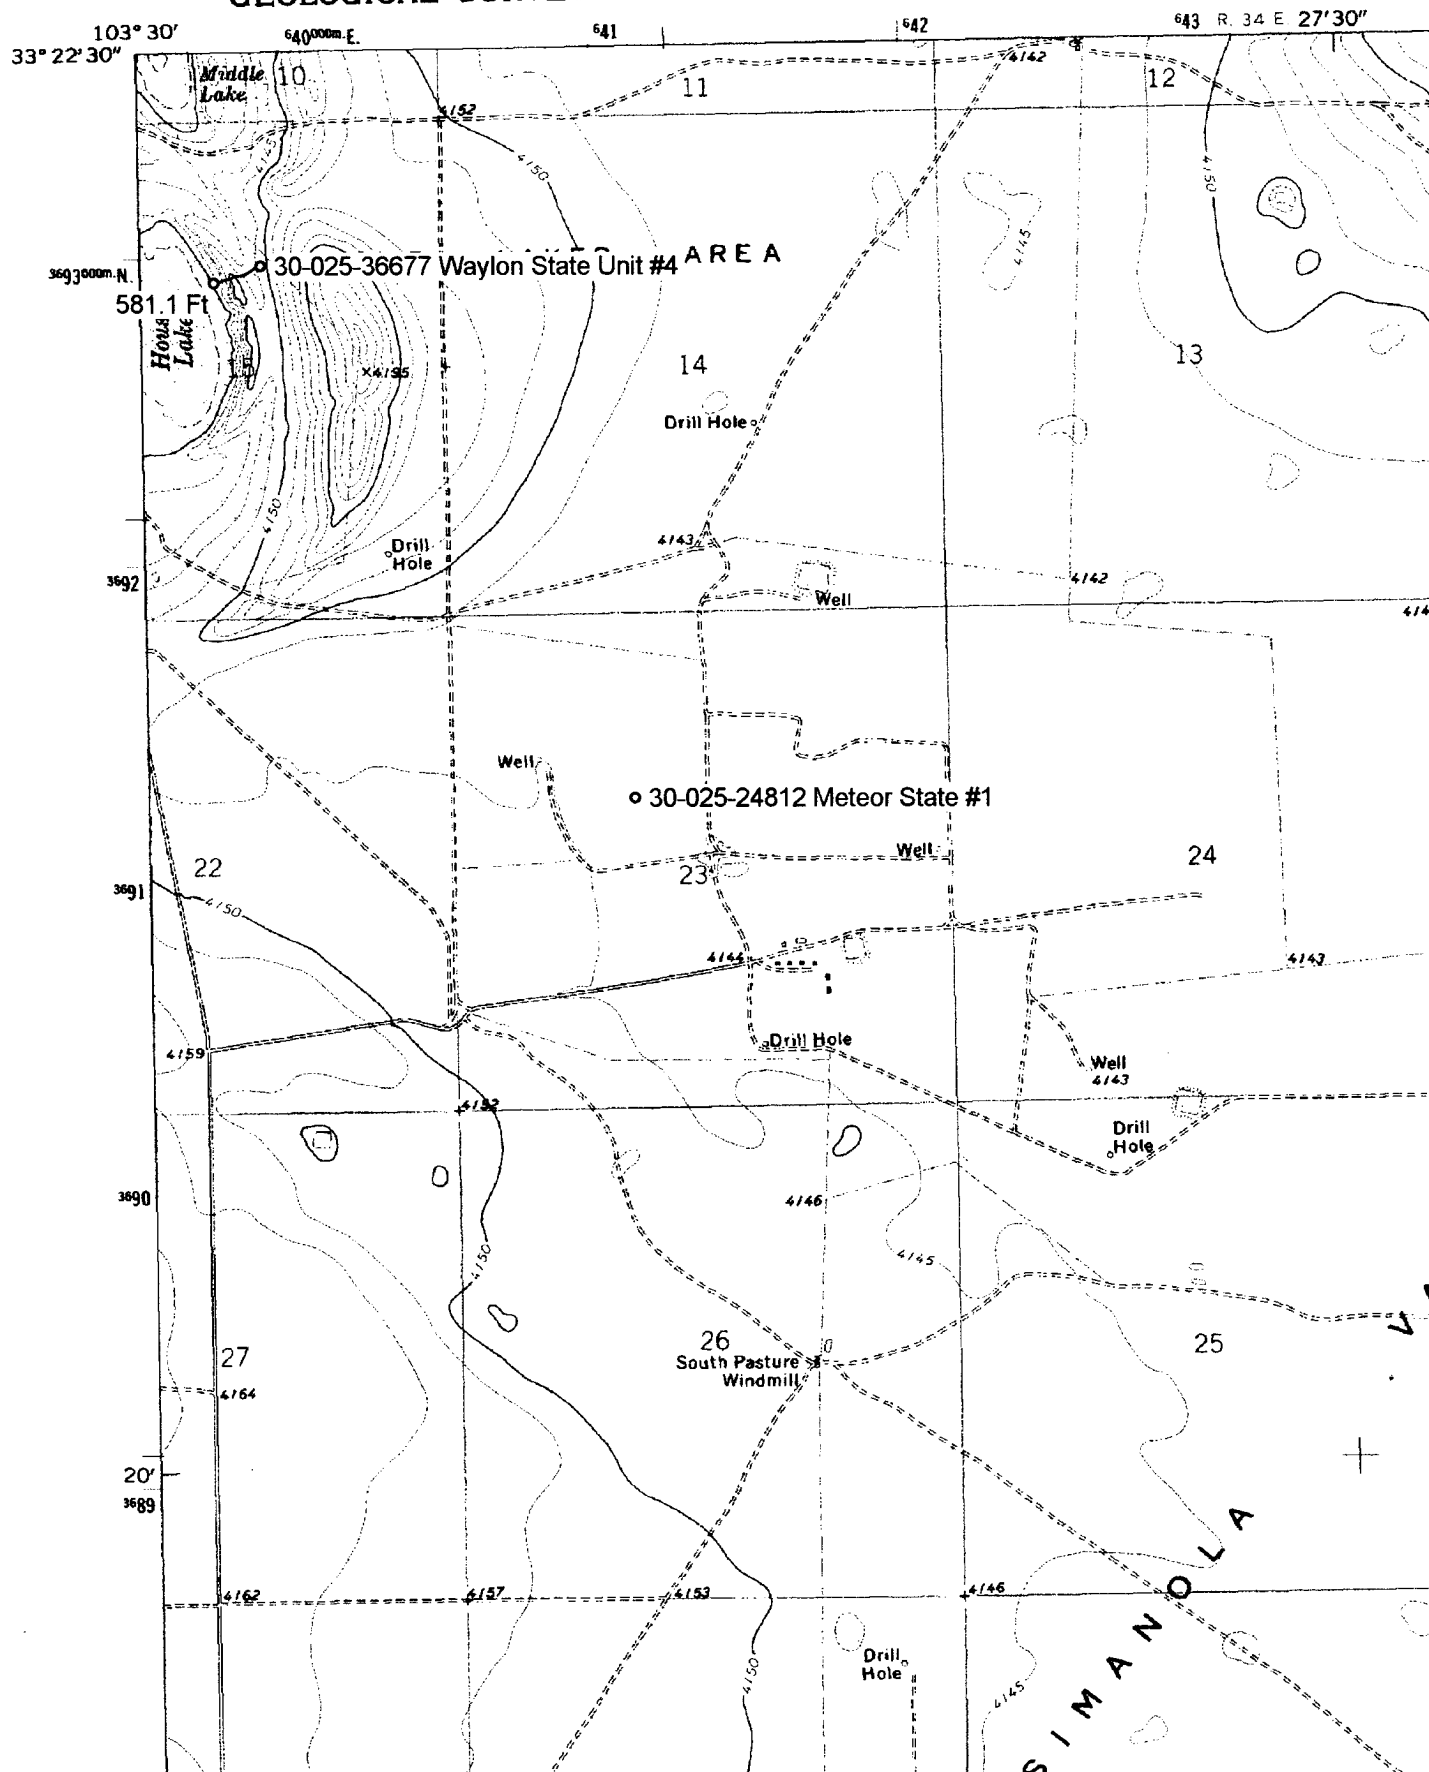 103° 30'
⁶40⁰⁰⁰ᵐ·E.
⁶41
⁶42
⁶43
R. 34 E.
27'30"
33° 22'30"
Middle
Lake
10
11
12
4142
4152
4145
4150
4150
4145
AREA
3693⁰⁰⁰ᵐ·N.
30-025-36677 Waylon State Unit #4
581.1 Ft
Lake
4155
14
13
Drill Hole
4150
Drill
Hole
4143
3692
4142
Well
Well
30-025-24812 Meteor State #1
Well
22
23
24
3691
4150
4144
4143
4159
Drill Hole
Well
4143
4152
Drill
Hole
3690
4146
4150
4145
26
25
27
South Pasture
Windmill
4164
20'
3689
4162
4157
4153
4146
Drill
Hole
4150
4145
SIMANOLA